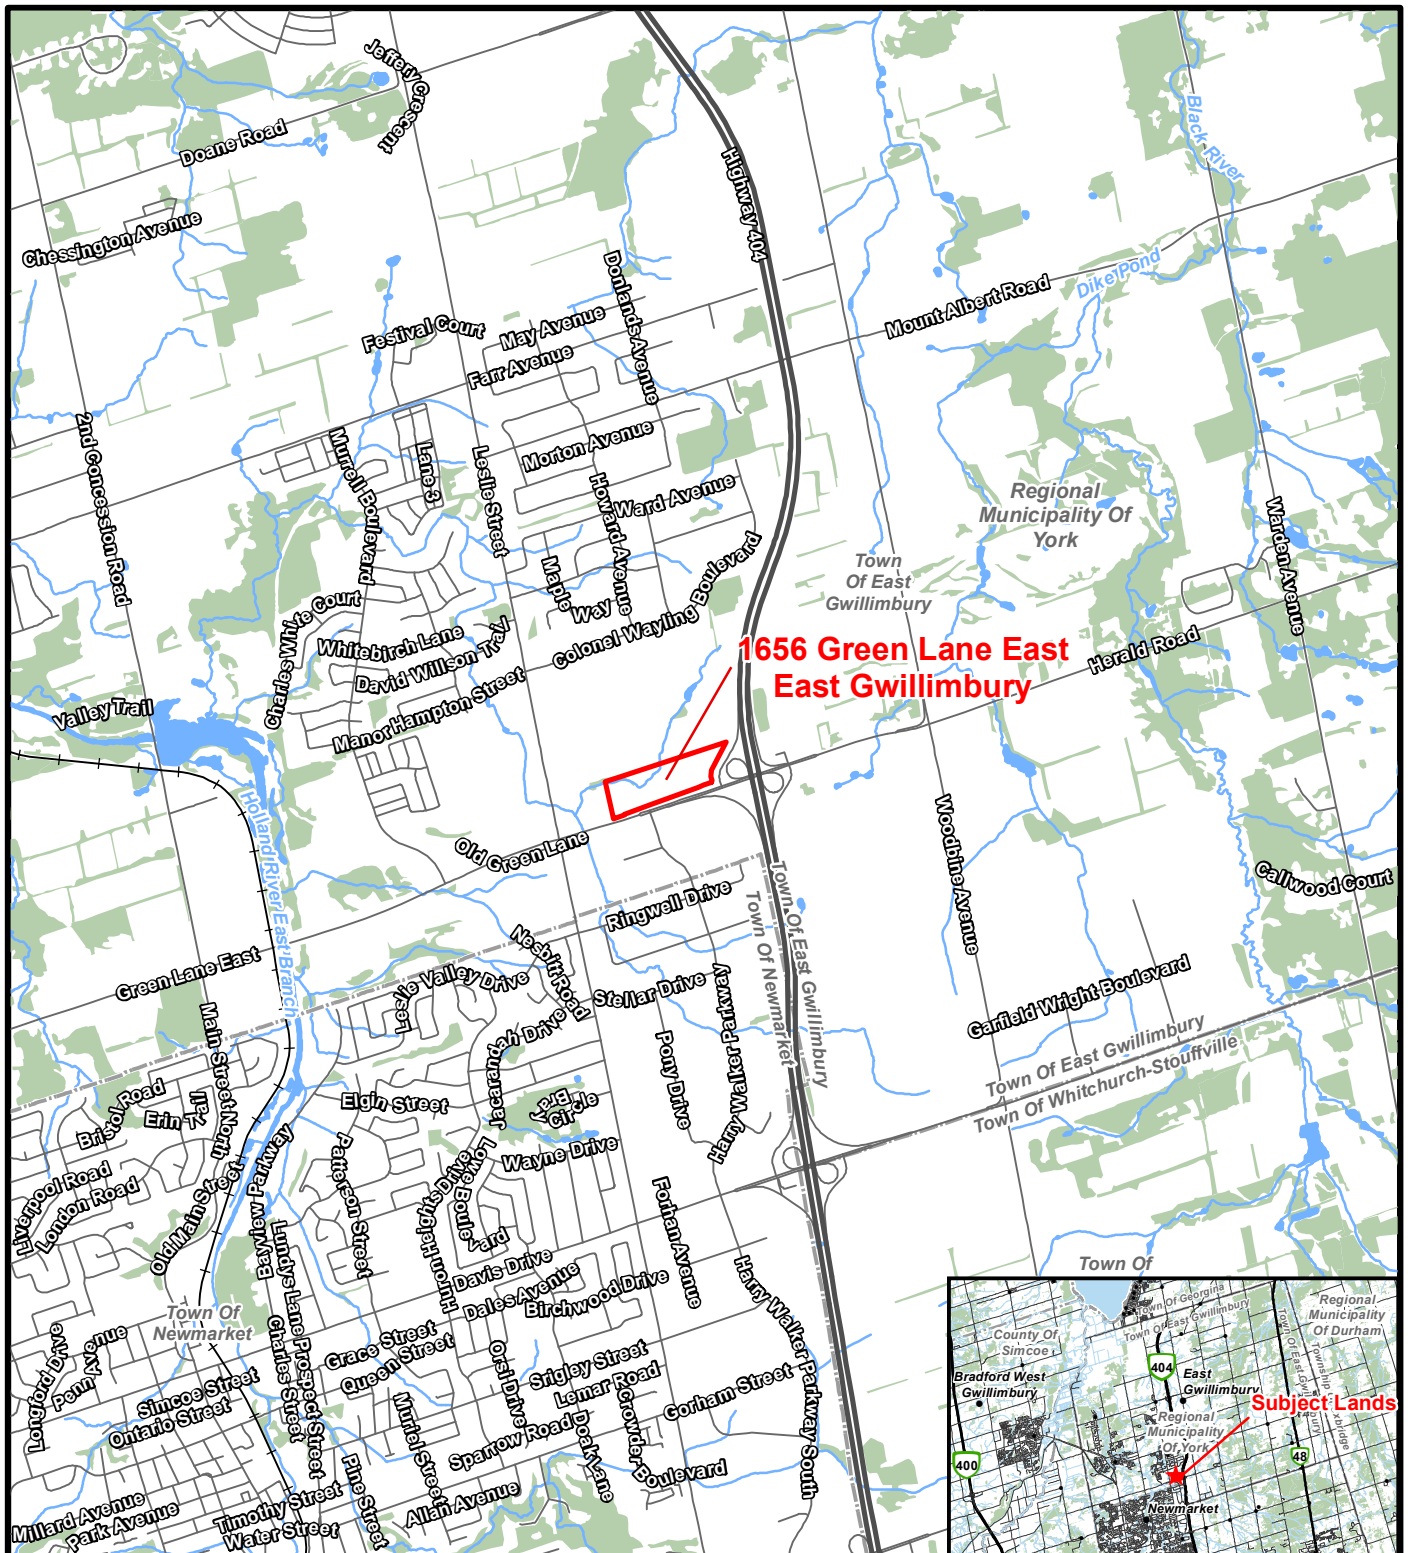 Jeffery Crescent
Doane Road
Black River
Highway 404
Chessington Avenue
Donlands Avenue
Dike Pond
Mount Albert Road
Festival Court
May Avenue
Farr Avenue
2nd Concession Road
Murrell Boulevard
Lane 3
Leslie Street
Morton Avenue
Howard Avenue
Ward Avenue
Regional
Municipality Of
York
Warden Avenue
Town
Of East
Gwillimbury
Maple
Way
Colonel Wayling Boulevard
Charles White Court
Whitebirch Lane
David Willson Trail
Manor Hampton Street
1656 Green Lane East
East Gwillimbury
Herald Road
Valley Trail
Holland River East Branch
Old Green Lane
Woodbine Avenue
Callwood Court
Ringwell Drive
Town Of East Gwillimbury
Town Of Newmarket
Nesbitt Road
Green Lane East
Leslie Valley Drive
Stellar Drive
Garfield Wright Boulevard
Main Street North
Jacarandah Drive
Pony Drive
Harry Walker Parkway
Town Of East Gwillimbury
Town Of Whitchurch-Stouffville
Bristol Road
Erin Trail
Elgin Street
Bray
Circle
Wayne Drive
Liverpool Road
London Road
Old Main Street
Bayview Parkway
Patterson Street
Huron Heights Drive
Lowe Boulevard
Forhan Avenue
Lundys Lane
Prospect Street
Charles Street
Davis Drive
Dales Avenue
Birchwood Drive
Harry Walker Parkway South
Town Of
Town Of
Newmarket
Longford Drive
Penn Avenue
Grace Street
Queen Street
Orsi Drive
Srigley Street
Lemar Road
Gorham Street
Simcoe Street
Ontario Street
Muriel Street
Sparrow Road
Doak Lane
Crowder Boulevard
Pine Street
Millard Avenue
Park Avenue
Timothy Street
Water Street
Allan Avenue
Town Of Georgina
Town Of East Gwillimbury
Regional
Municipality
Of Durham
County Of
Simcoe
404
East
Gwillimbury
Bradford West
Gwillimbury
Subject Lands
Regional
Municipality
Of York
400
48
Newmarket